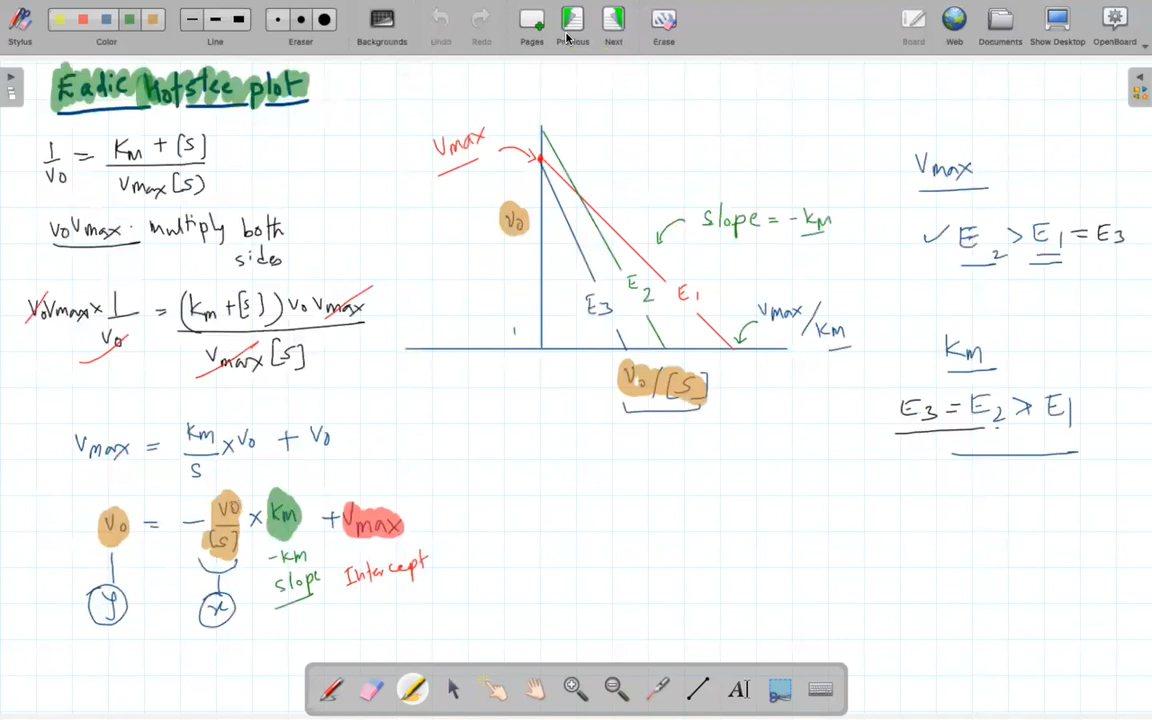 Stylus
Color
Line
Eraser
Backgrounds
Undo
Redo
Pages
Previous
Next
Erase
Board
Web
Documents
Show Desktop
OpenBoard
Eadic Hofstee plot
1/V0 = Km + [S] / Vmax [S]
V0Vmax. multiply both
sides
V0Vmax x 1/V0 = (Km + [S]) V0 Vmax / Vmax [S]
Vmax = Km/S x V0 + V0
V0 = - V0/[S] x Km + Vmax
-Km
slope
Intercept
y
x
Vmax
V0
slope = -Km
E3
E2
E1
Vmax/Km
V0/[S]
Vmax
✓ E2 > E1 = E3
Km
E3 = E2 > E1
AI